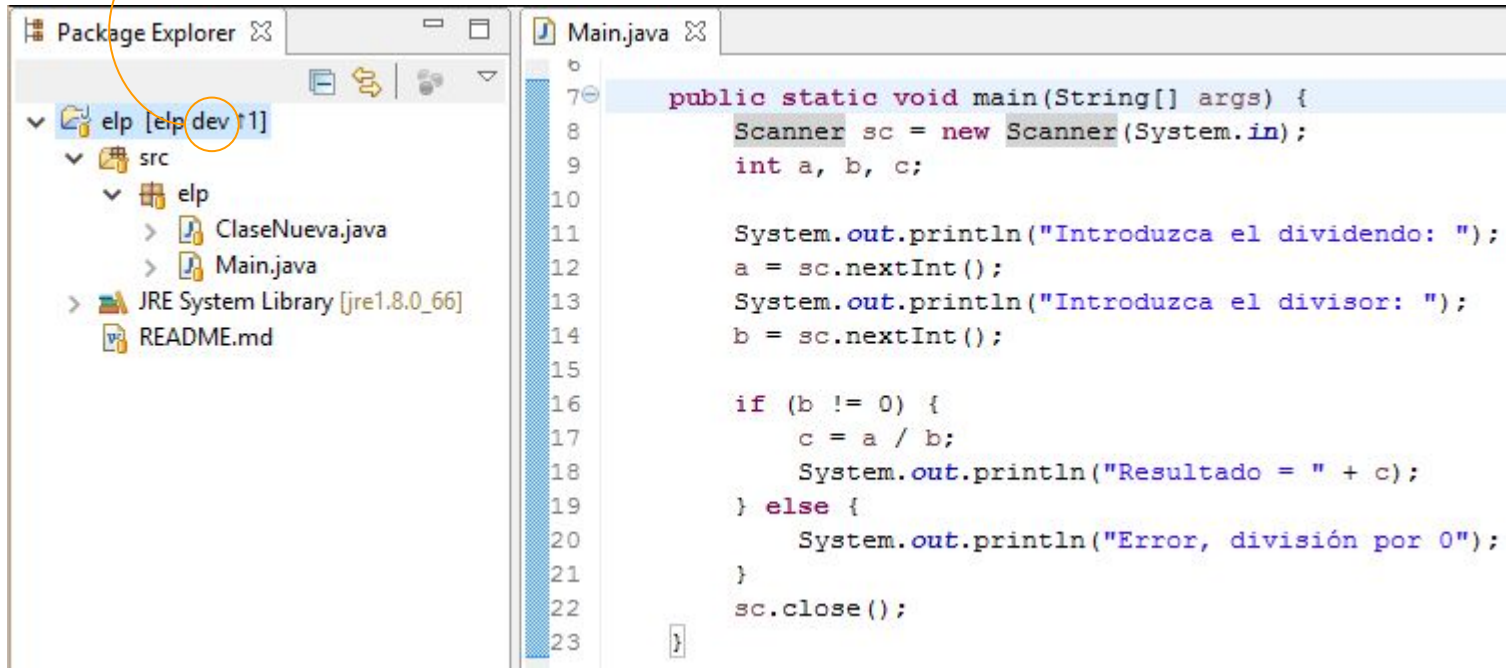 Package Explorer
elp [elp dev ↑1]
src
elp
ClaseNueva.java
Main.java
JRE System Library [jre1.8.0_66]
README.md
Main.java
6
7 public static void main(String[] args) {
8 Scanner sc = new Scanner(System.in);
9 int a, b, c;
10
11 System.out.println("Introduzca el dividendo: ");
12 a = sc.nextInt();
13 System.out.println("Introduzca el divisor: ");
14 b = sc.nextInt();
15
16 if (b != 0) {
17 c = a / b;
18 System.out.println("Resultado = " + c);
19 } else {
20 System.out.println("Error, división por 0");
21 }
22 sc.close();
23 }